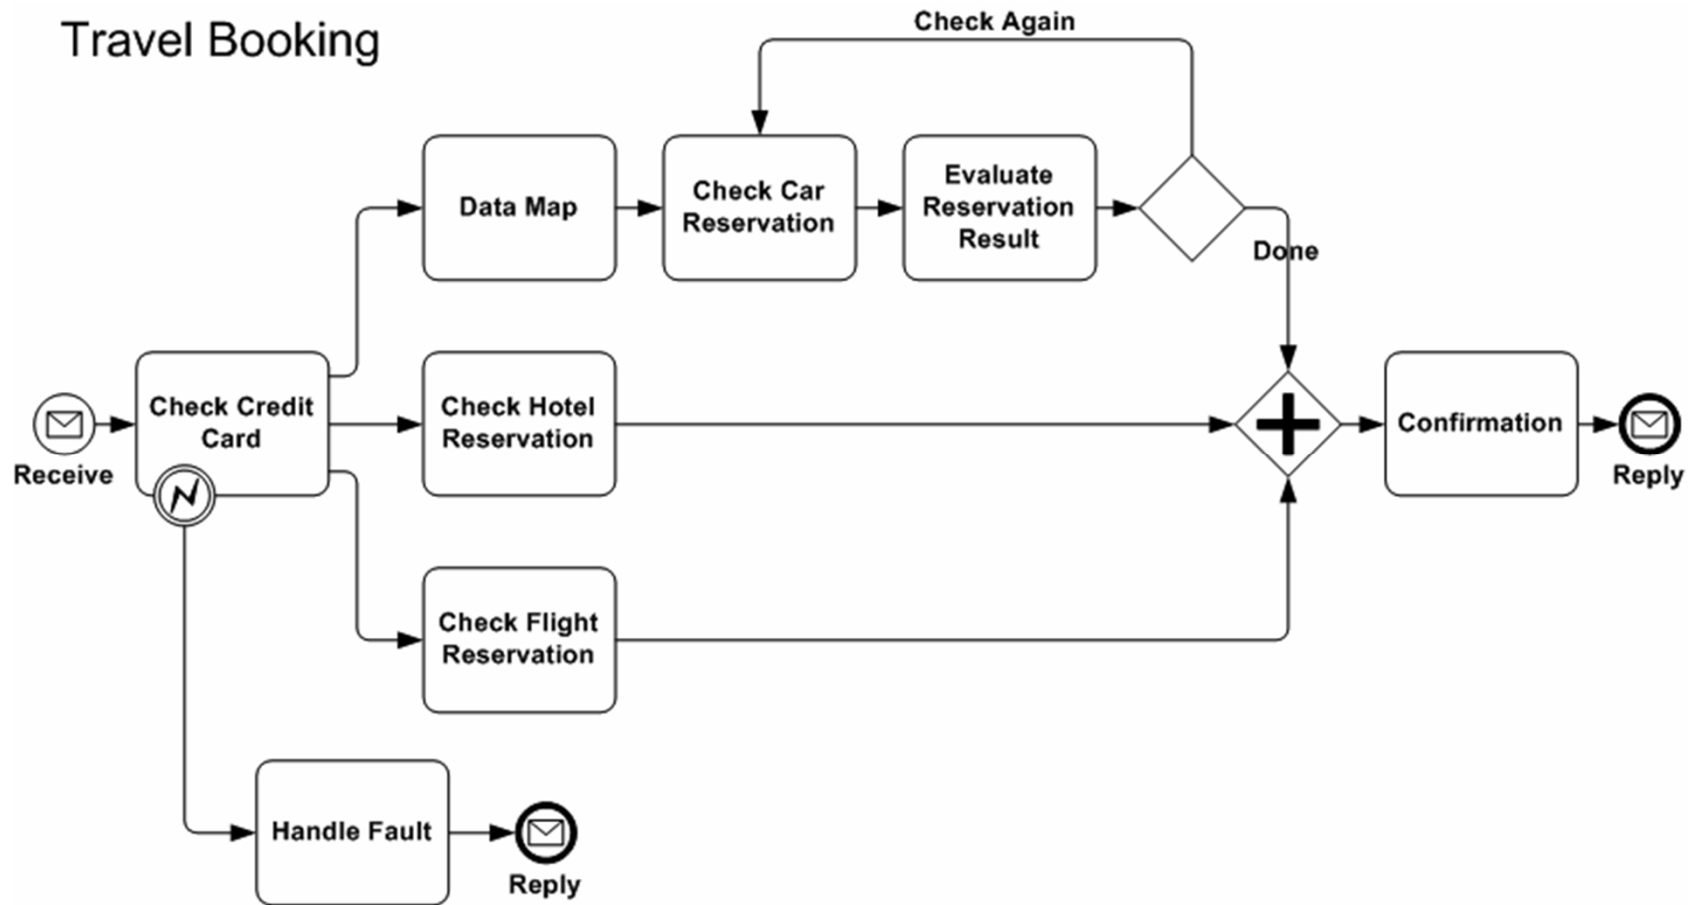 Travel Booking
Check Again
Data Map
Check Car
Reservation
Evaluate
Reservation
Result
Done
Receive
Check Credit
Card
Check Hotel
Reservation
Confirmation
Reply
Check Flight
Reservation
Handle Fault
Reply